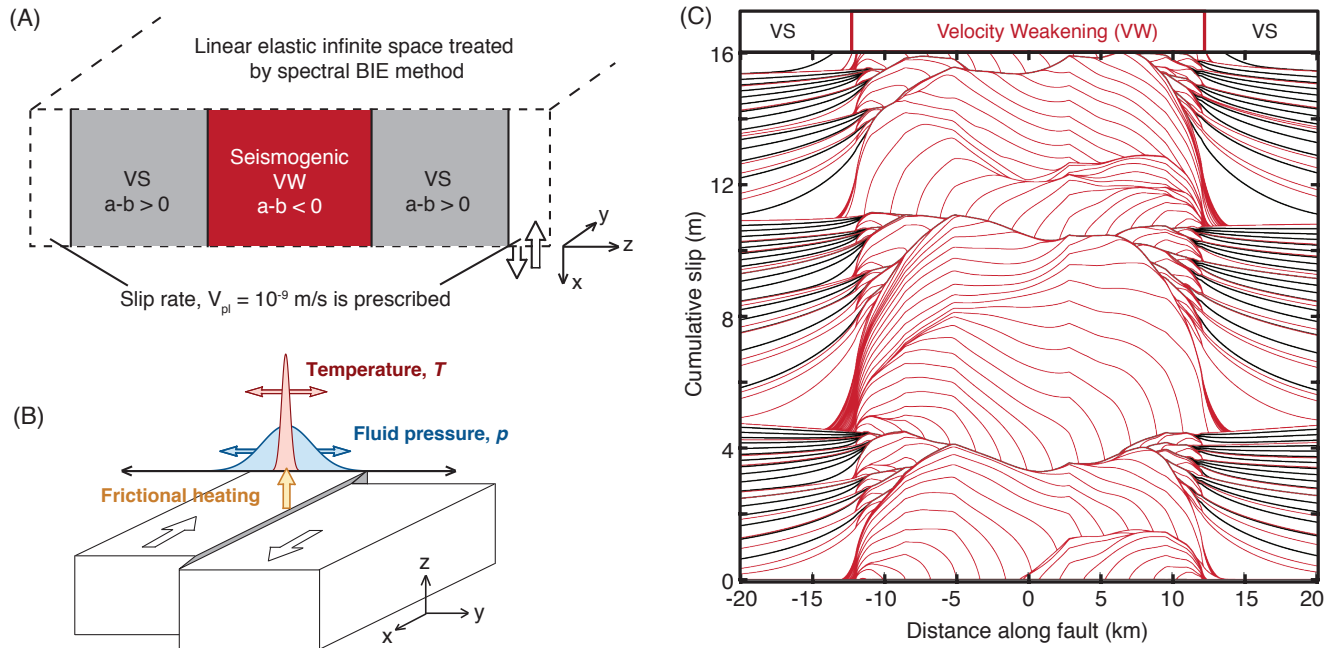 (A)
Linear elastic infinite space treated
by spectral BIE method
VS
a-b > 0
Seismogenic
VW
a-b < 0
VS
a-b > 0
y
z
x
Slip rate, V_pl = 10^-9 m/s is prescribed
(B)
Temperature, T
Fluid pressure, p
Frictional heating
z
y
x
(C)
VS
Velocity Weakening (VW)
VS
16
12
8
4
0
Cumulative slip (m)
-20
-15
-10
-5
0
5
10
15
20
Distance along fault (km)